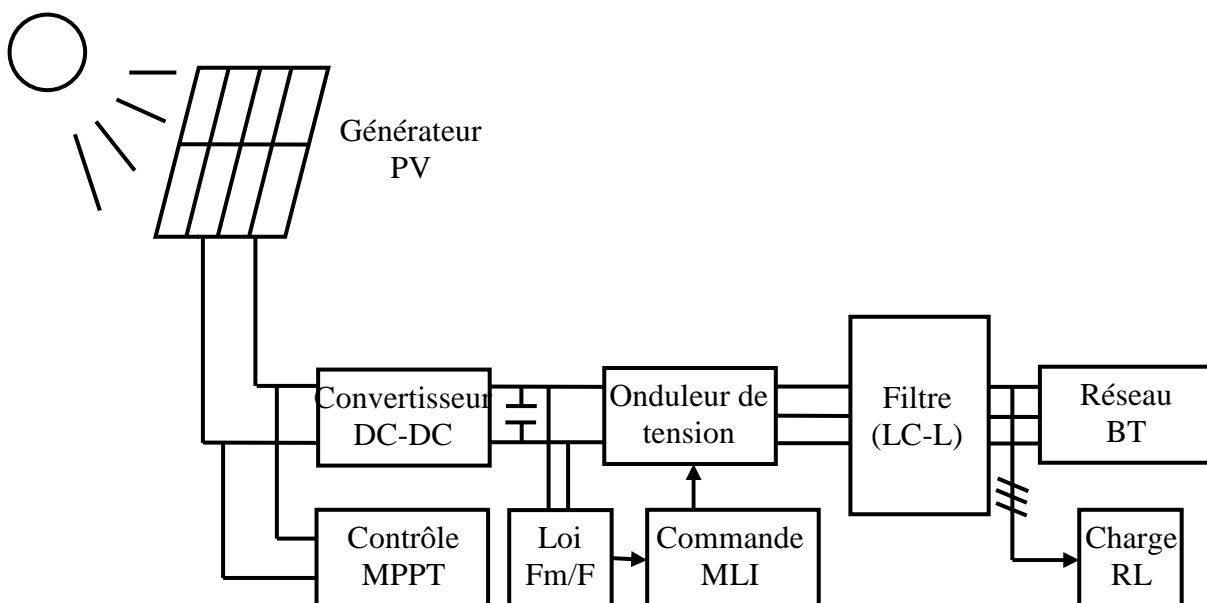 Générateur
PV
Convertisseur
DC-DC
Onduleur de
tension
Filtre
(LC-L)
Réseau
BT
Contrôle
MPPT
Loi
Fm/F
Commande
MLI
Charge
RL